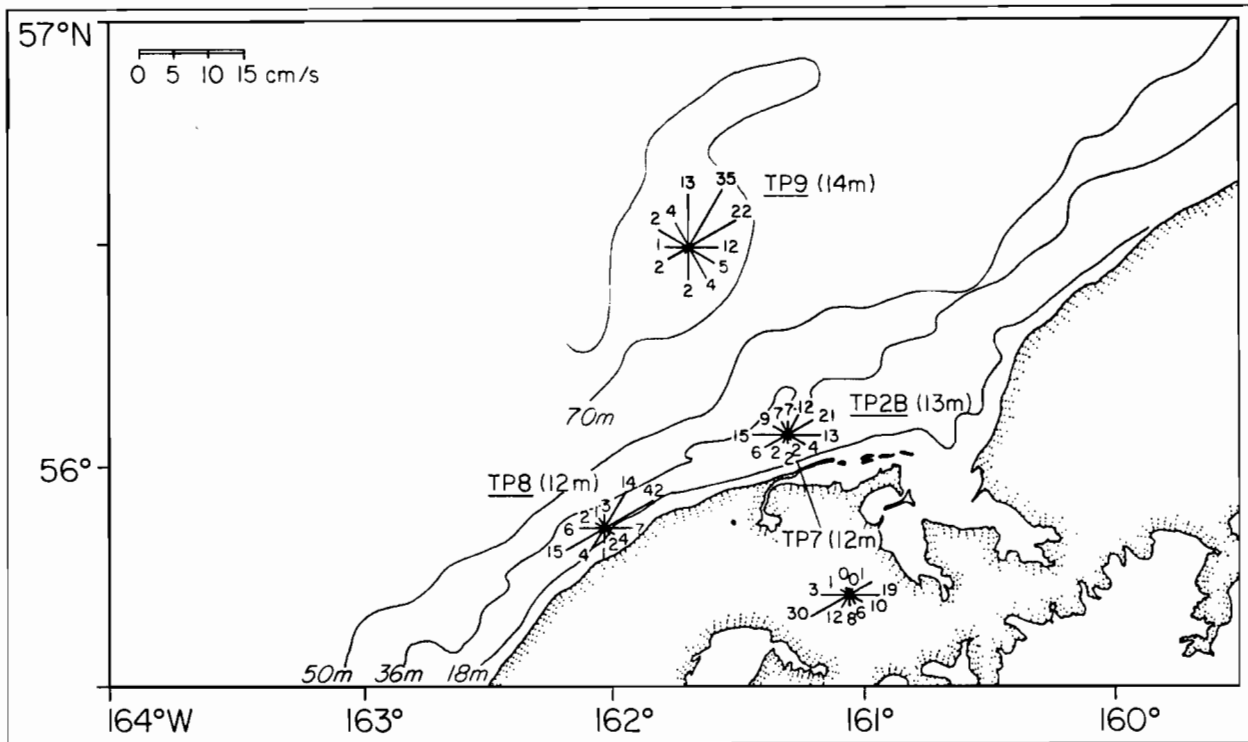 57°N
0 5 10 15 cm/s
13 35
TP9 (14m)
2 4 22
1 12
2 5
2 4
70m
TP2B (13m)
9 7 7 12 21
15 13
6 2 2 2 4
56°
TP8 (12m)
14 42
2 13
6 7
15 4 1 2 4
TP7 (12m)
3 1 0 0 1 19
30 12 8 6 10
50m 36m 18m
164°W 163° 162° 161° 160°